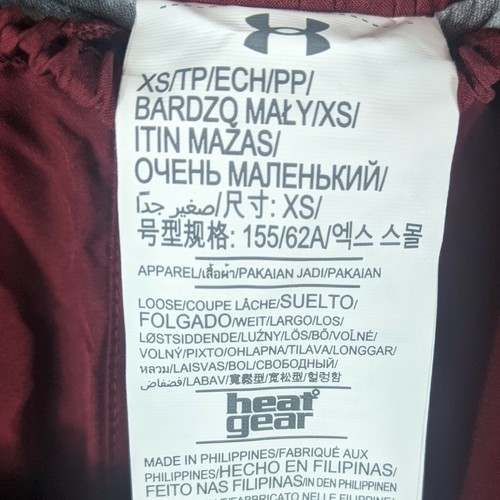 XS/TP/ECH/PP/
BARDZO MAŁY/XS/
ITIN MAŽAS/
ОЧЕНЬ МАЛЕНЬКИЙ/
صغير جدًا/尺寸: XS/
号型规格: 155/62A/엑스 스몰
APPAREL/เสื้อผ้า/PAKAIAN JADI/PAKAIAN
LOOSE/COUPE LÂCHE/SUELTO/
FOLGADO/WEIT/LARGO/LOS/
LØSTSIDDENDE/LUŹNY/LÖS/BŐ/VOĽNÉ/
VOLNÝ/PIXTO/OHLAPNA/TILAVA/LONGGAR/
หลวม/LAISVAS/BOL/СВОБОДНЫЙ/
فضفاض/LABAV/寬鬆型/宽松型/헐렁함
heat
gear
MADE IN PHILIPPINES/FABRIQUÉ AUX
PHILIPPINES/HECHO EN FILIPINAS/
FEITO NAS FILIPINAS/IN DEN PHILIPPINEN